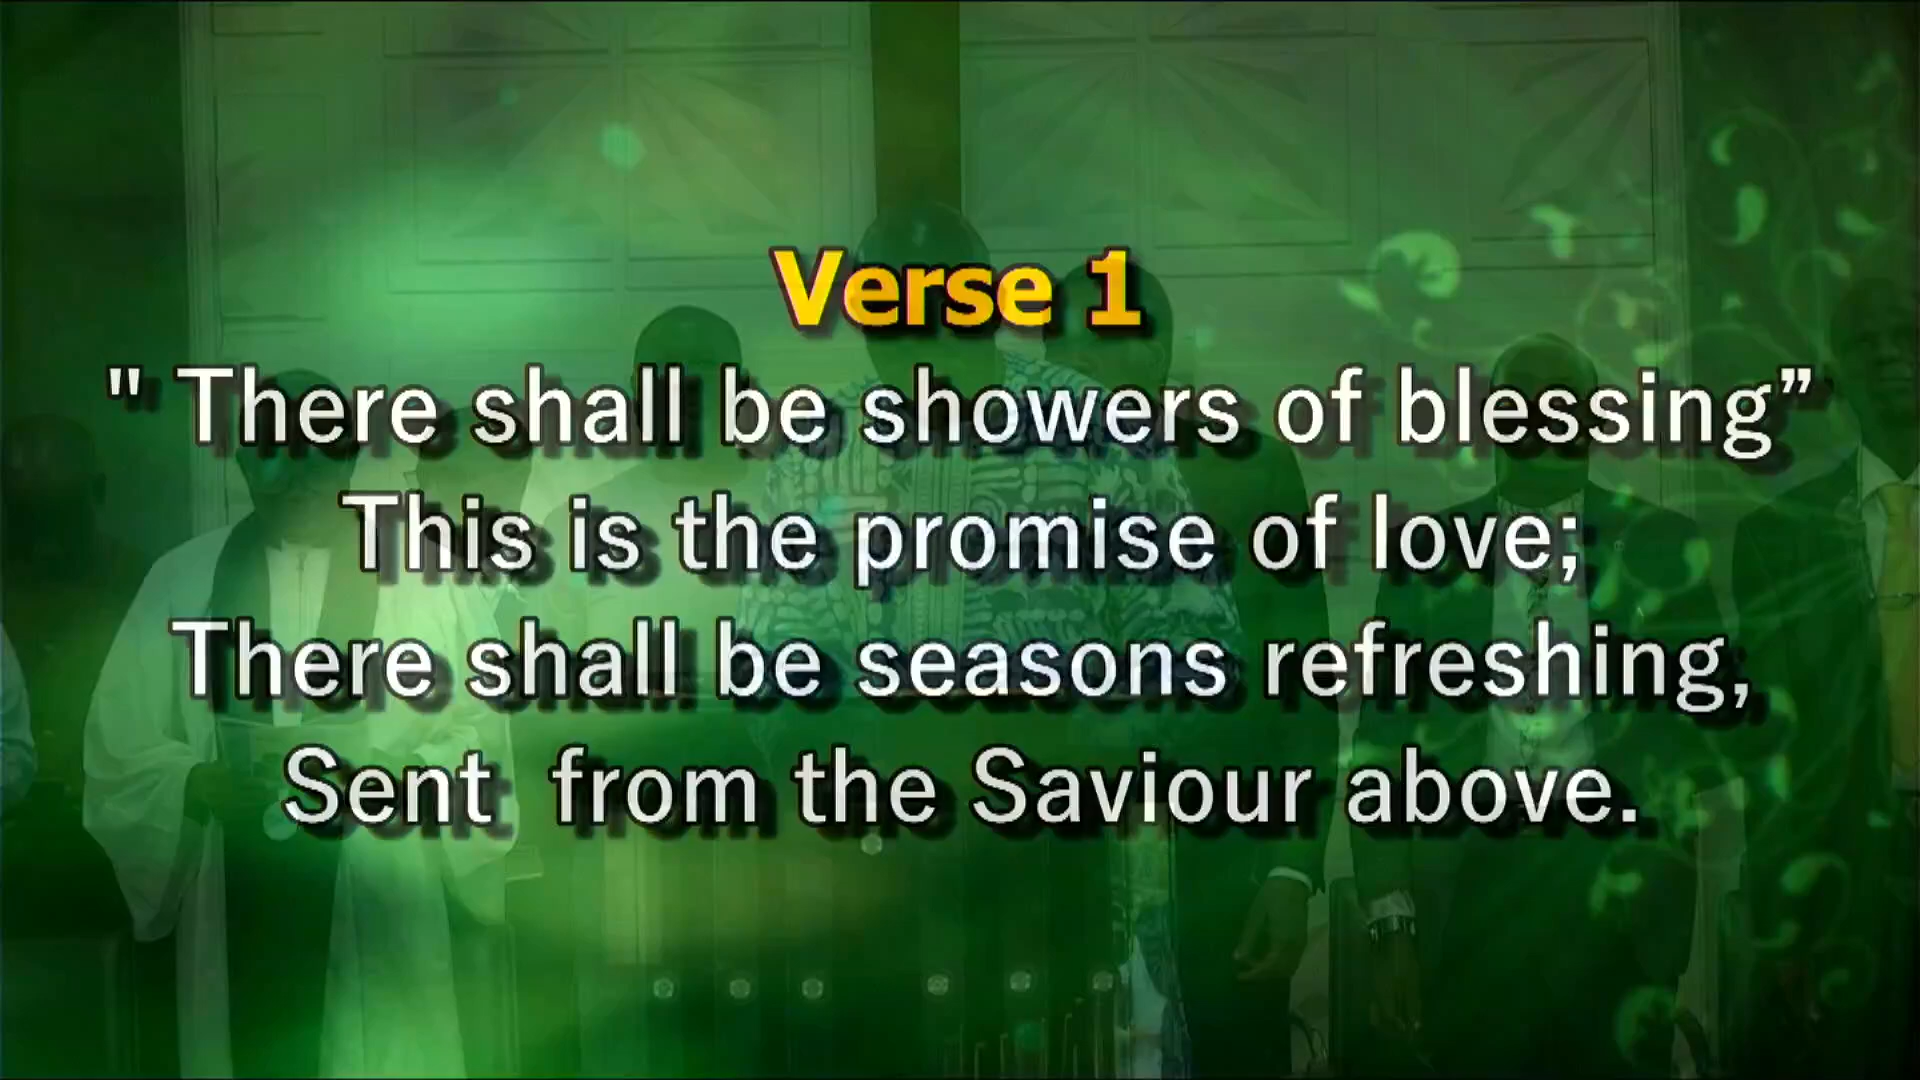 Verse 1
" There shall be showers of blessing”
This is the promise of love;
There shall be seasons refreshing,
Sent  from the Saviour above.